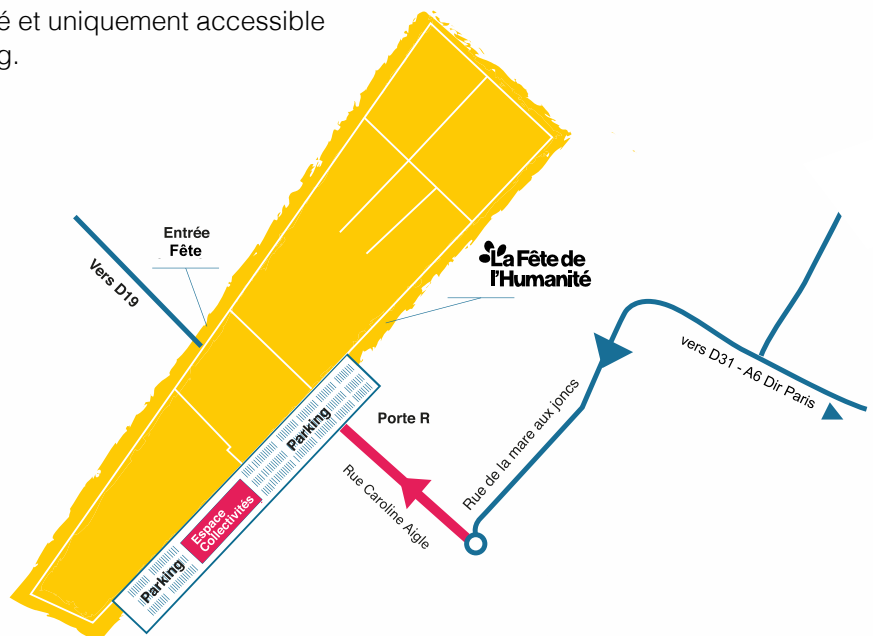 é et uniquement accessible
g.
Entrée
Fête
Vers D19
La Fête de
l'Humanité
vers D31 - A6 Dir Paris
Porte R
Parking
Rue de la mare aux joncs
Rue Caroline Aigle
Espace
Collectivités
Parking